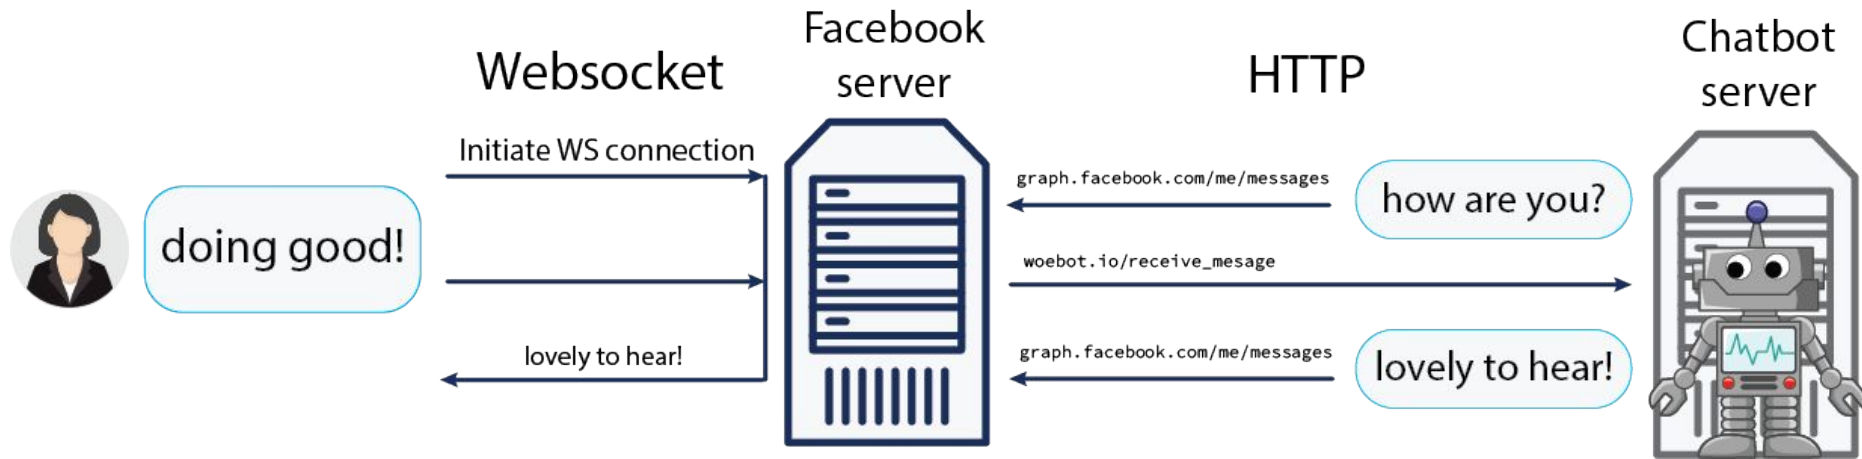 Websocket
Facebook
server
HTTP
Chatbot
server
Initiate WS connection
graph.facebook.com/me/messages
how are you?
doing good!
woebot.io/receive_mesage
lovely to hear!
graph.facebook.com/me/messages
lovely to hear!